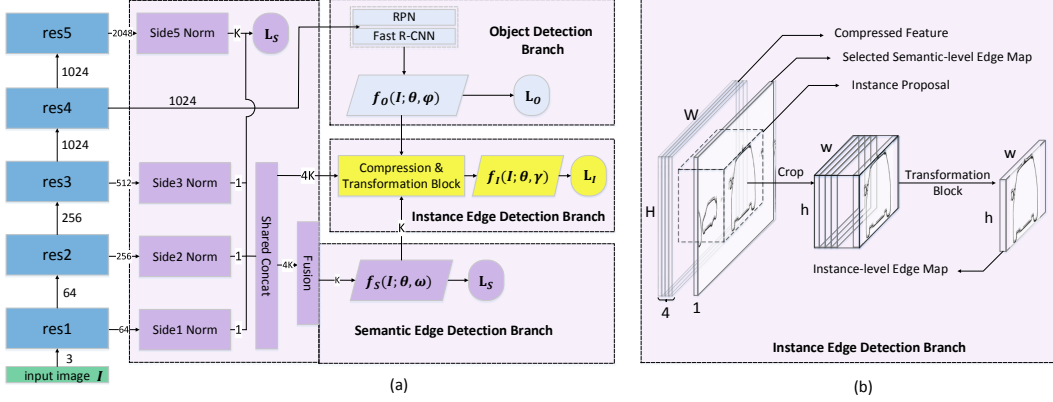 res5
2048
Side5 Norm
K
L_S
1024
res4
1024
1024
res3
512
Side3 Norm
1
256
res2
256
Side2 Norm
1
64
res1
64
Side1 Norm
1
3
input image I
Shared Concat
4K
4K
Fusion
K
K
RPN
Fast R-CNN
Object Detection
Branch
f_O(I; θ, φ)
L_O
Compression &
Transformation Block
f_I(I; θ, γ)
L_I
Instance Edge Detection Branch
f_S(I; θ, ω)
L_S
Semantic Edge Detection Branch
(a)
Compressed Feature
Selected Semantic-level Edge Map
Instance Proposal
W
H
4
1
Crop
w
h
Transformation
Block
w
h
Instance-level Edge Map
Instance Edge Detection Branch
(b)